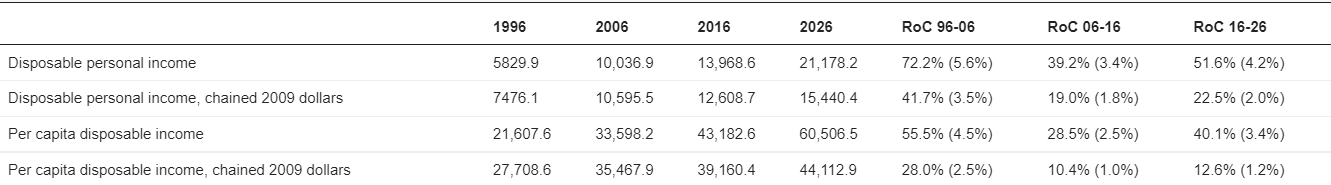 1996 2006 2016 2026 RoC 96-06 RoC 06-16 RoC 16-26
Disposable personal income 5829.9 10,036.9 13,968.6 21,178.2 72.2% (5.6%) 39.2% (3.4%) 51.6% (4.2%)
Disposable personal income, chained 2009 dollars 7476.1 10,595.5 12,608.7 15,440.4 41.7% (3.5%) 19.0% (1.8%) 22.5% (2.0%)
Per capita disposable income 21,607.6 33,598.2 43,182.6 60,506.5 55.5% (4.5%) 28.5% (2.5%) 40.1% (3.4%)
Per capita disposable income, chained 2009 dollars 27,708.6 35,467.9 39,160.4 44,112.9 28.0% (2.5%) 10.4% (1.0%) 12.6% (1.2%)